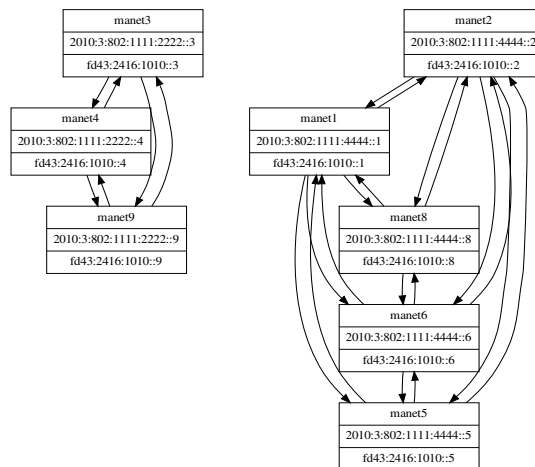 manet3
2010:3:802:1111:2222::3
fd43:2416:1010::3
manet4
2010:3:802:1111:2222::4
fd43:2416:1010::4
manet9
2010:3:802:1111:2222::9
fd43:2416:1010::9
manet2
2010:3:802:1111:4444::2
fd43:2416:1010::2
manet1
2010:3:802:1111:4444::1
fd43:2416:1010::1
manet8
2010:3:802:1111:4444::8
fd43:2416:1010::8
manet6
2010:3:802:1111:4444::6
fd43:2416:1010::6
manet5
2010:3:802:1111:4444::5
fd43:2416:1010::5